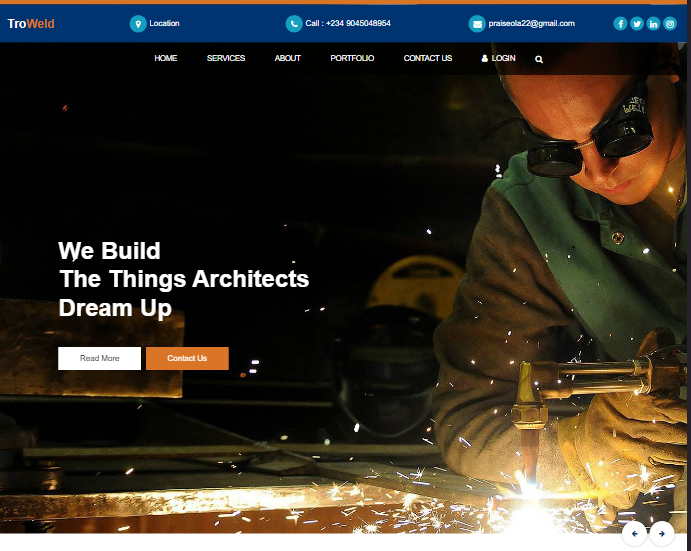 TroWeld
Location
Call : +234 9045048954
praiseola22@gmail.com
HOME
SERVICES
ABOUT
PORTFOLIO
CONTACT US
LOGIN
We Build
The Things Architects
Dream Up
Read More
Contact Us